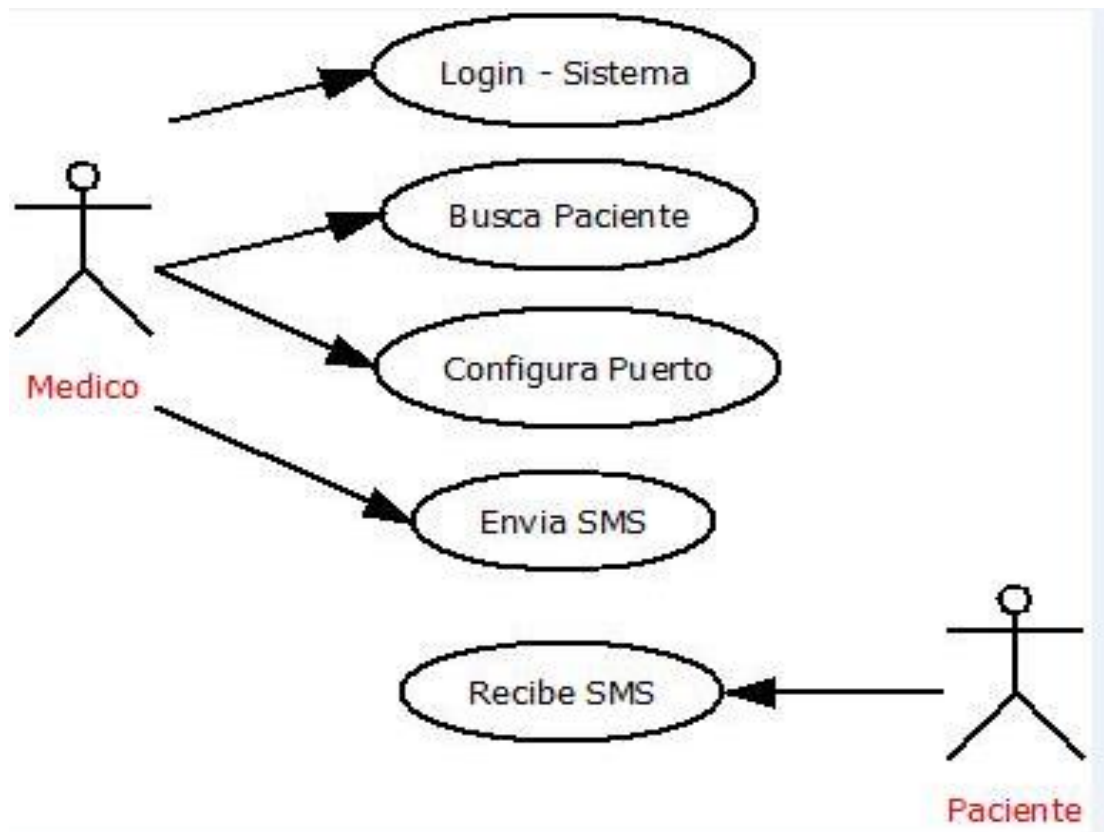 Login - Sistema
Busca Paciente
Configura Puerto
Medico
Envia SMS
Recibe SMS
Paciente